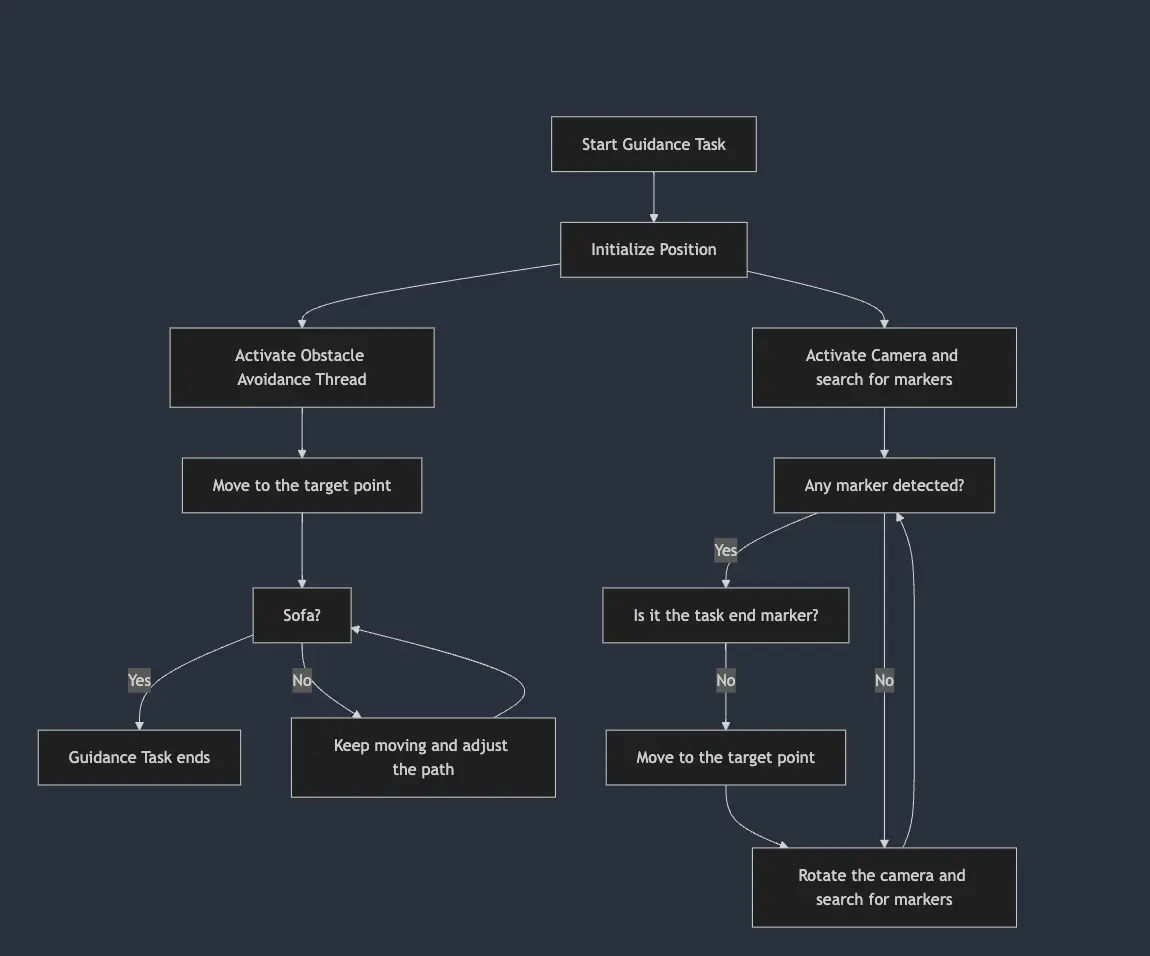 Start Guidance Task
Initialize Position
Activate Obstacle
Avoidance Thread
Activate Camera and
search for markers
Move to the target point
Any marker detected?
Yes
Sofa?
Is it the task end marker?
Yes
No
No
No
Guidance Task ends
Keep moving and adjust
the path
Move to the target point
Rotate the camera and
search for markers